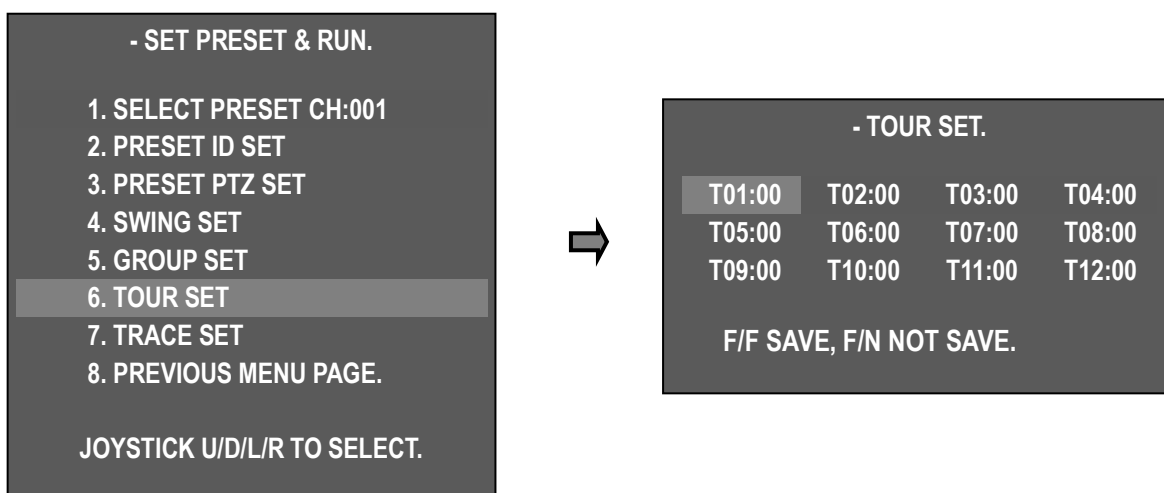 - SET PRESET & RUN.
1. SELECT PRESET CH:001
2. PRESET ID SET
3. PRESET PTZ SET
4. SWING SET
5. GROUP SET
6. TOUR SET
7. TRACE SET
8. PREVIOUS MENU PAGE.
JOYSTICK U/D/L/R TO SELECT.
- TOUR SET.
T01:00 T02:00 T03:00 T04:00
T05:00 T06:00 T07:00 T08:00
T09:00 T10:00 T11:00 T12:00
F/F SAVE, F/N NOT SAVE.